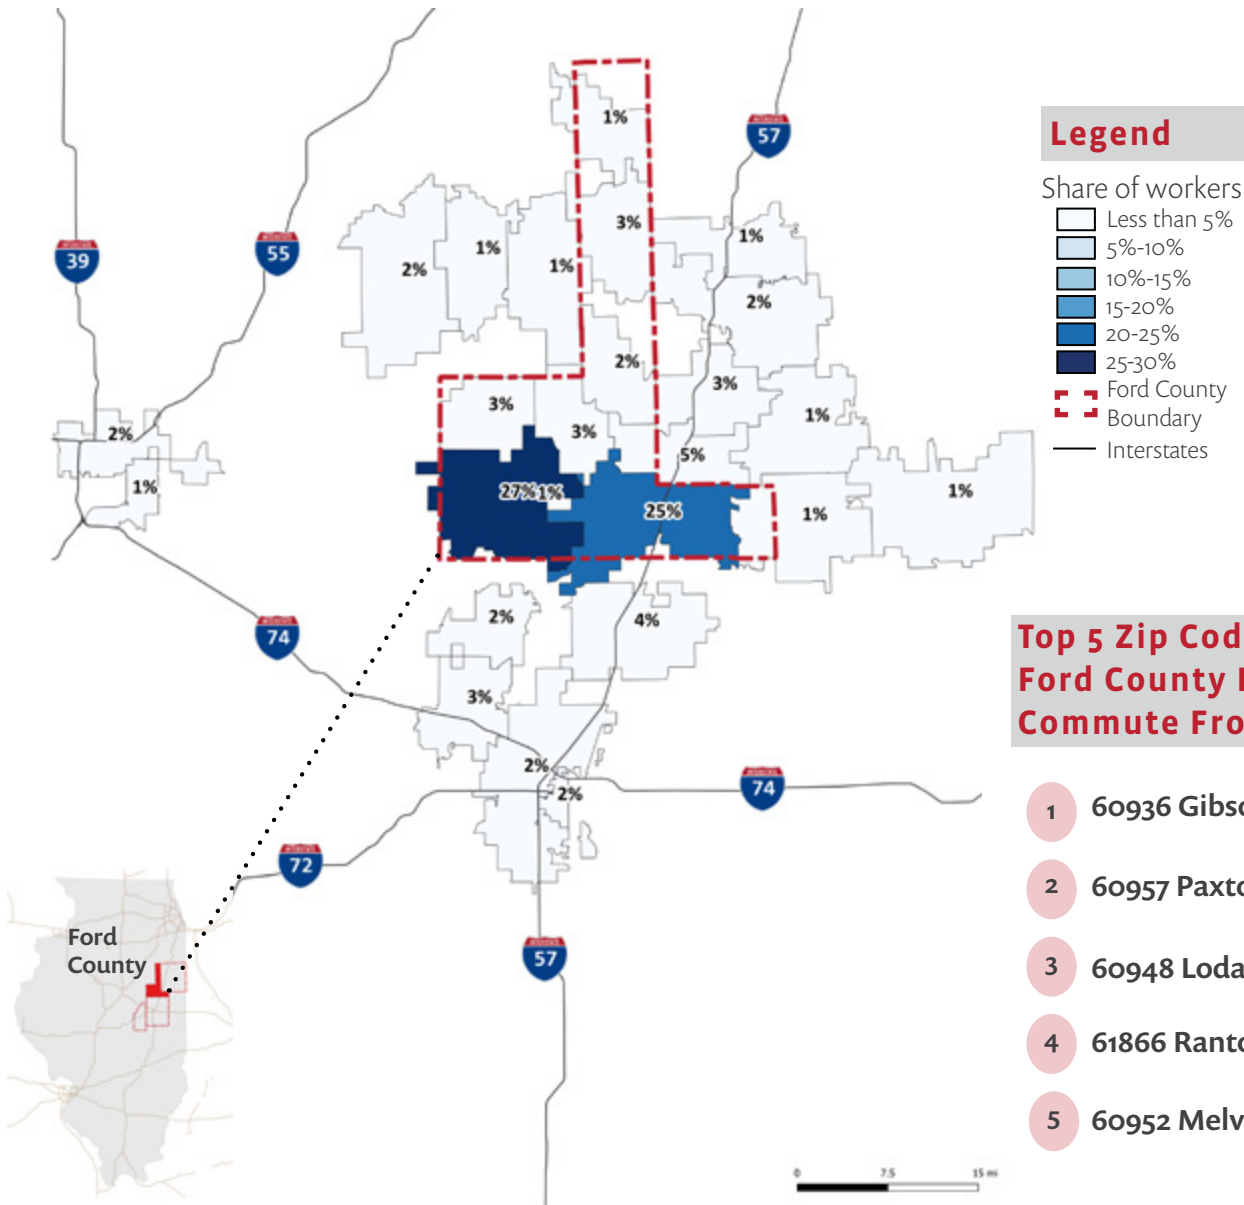 57
1%
Legend
Share of workers
Less than 5%
5%-10%
10%-15%
15-20%
20-25%
25-30%
Ford County
Boundary
Interstates
39
55
2%
1%
1%
3%
1%
2%
2%
3%
1%
3%
3%
5%
2%
1%
27%
1%
25%
1%
1%
2%
4%
3%
2%
2%
74
74
72
57
Ford
County
Top 5 Zip Cod
Ford County
Commute Fro
1 60936 Gibso
2 60957 Paxto
3 60948 Loda
4 61866 Ranto
5 60952 Melv
0 7.5 15 mi